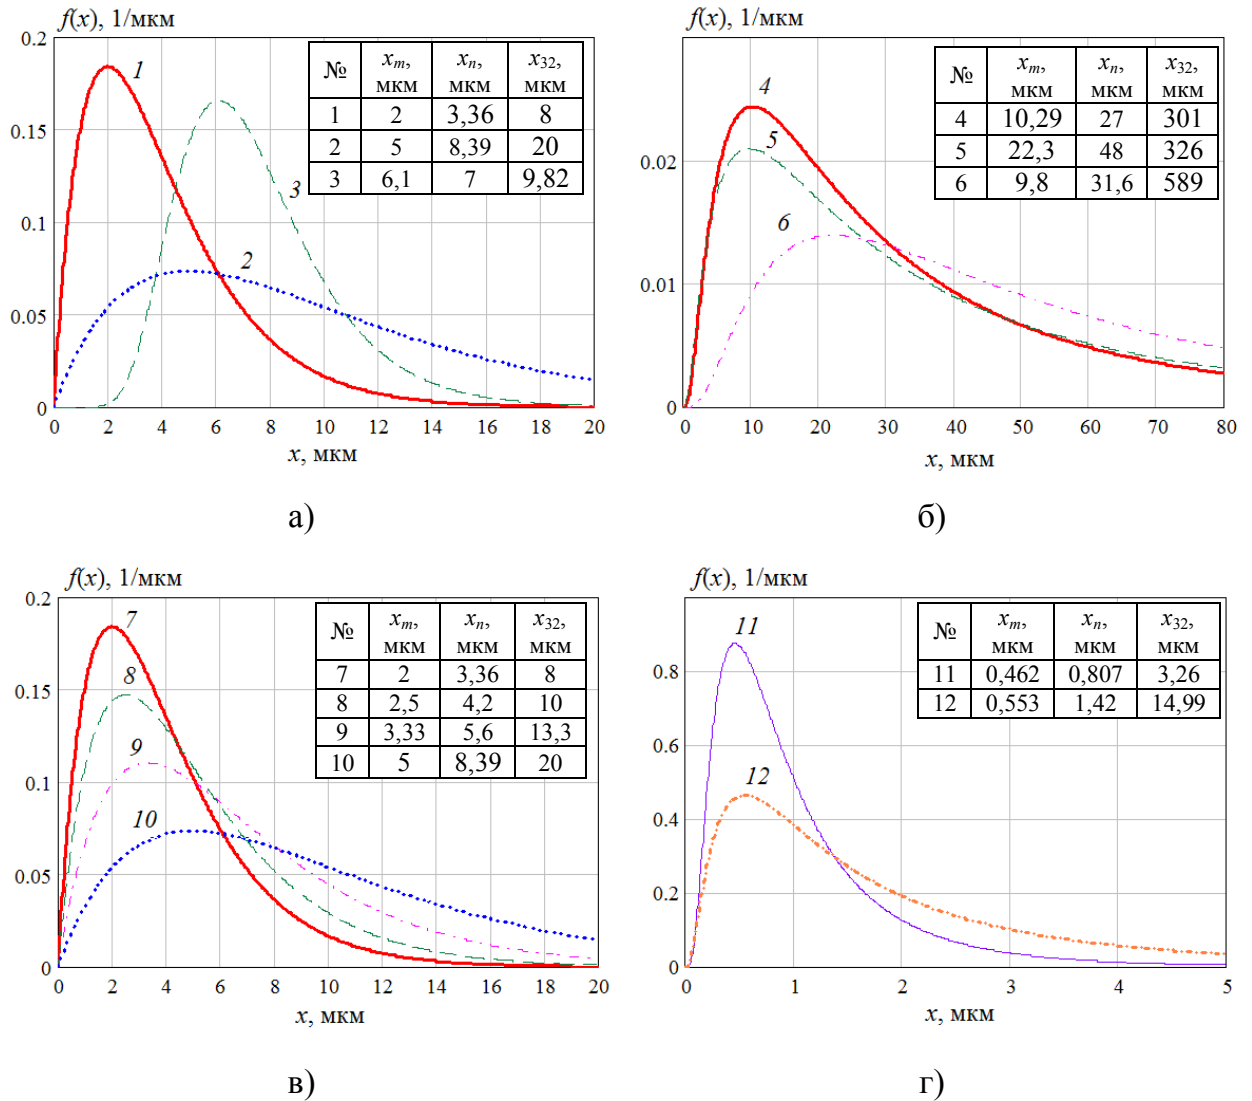 f(x), 1/мкм
0.2
0.15
0.1
0.05
0
0 2 4 6 8 10 12 14 16 18 20
x, мкм
1
2
3
№ xm, мкм xn, мкм x32, мкм
1 2 3,36 8
2 5 8,39 20
3 6,1 7 9,82
а)
f(x), 1/мкм
0.02
0.01
0
0 10 20 30 40 50 60 70 80
x, мкм
4
5
6
№ xm, мкм xn, мкм x32, мкм
4 10,29 27 301
5 22,3 48 326
6 9,8 31,6 589
б)
f(x), 1/мкм
0.2
0.15
0.1
0.05
0
0 2 4 6 8 10 12 14 16 18 20
x, мкм
7
8
9
10
№ xm, мкм xn, мкм x32, мкм
7 2 3,36 8
8 2,5 4,2 10
9 3,33 5,6 13,3
10 5 8,39 20
в)
f(x), 1/мкм
0.8
0.6
0.4
0.2
0
0 1 2 3 4 5
x, мкм
11
12
№ xm, мкм xn, мкм x32, мкм
11 0,462 0,807 3,26
12 0,553 1,42 14,99
г)